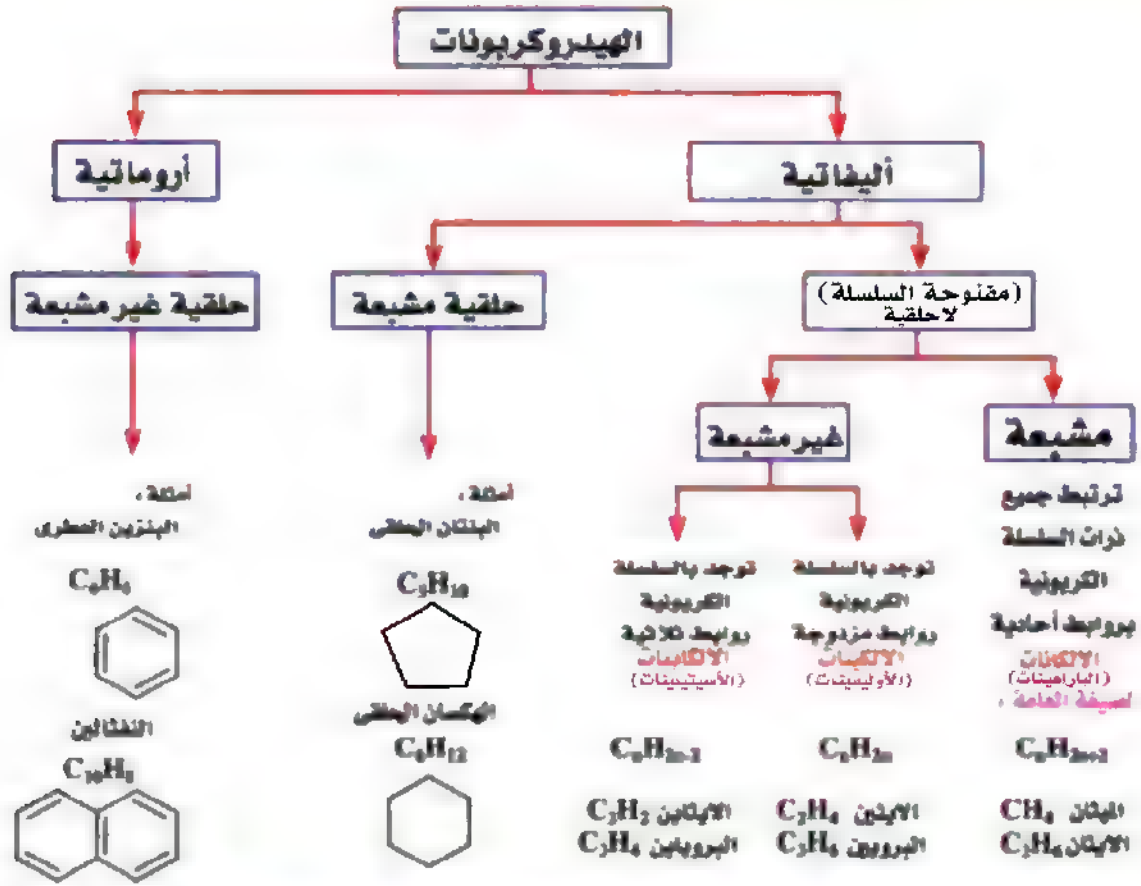 الهيدروكربونات
أليفاتية
أروماتية
(مفتوحة السلسلة)
لاحلقية
حلقية مشبعة
حلقية غير مشبعة
مشبعة
غير مشبعة
ترتبط جميع
ذرات السلسلة
الكربونية
بروابط أحادية
الألكانات
(البارافينات)
الصيغة العامة :
CₙH₂ₙ₊₂
الميثان CH₄
الإيثان C₂H₆
توجد بالسلسلة
الكربونية
روابط مزدوجة
الألكينات
(الأوليفينات)
CₙH₂ₙ
الايثين C₂H₄
البروبين C₃H₆
توجد بالسلسلة
الكربونية
روابط ثلاثية
الألكاينات
(الأسيتيلينات)
CₙH₂ₙ₋₂
الايثاين C₂H₂
البروباين C₃H₄
أمثلة :
البنتان الحلقى
C₅H₁₀
الهكسان الحلقى
C₆H₁₂
أمثلة :
البنزين العطرى
C₆H₆
النفثالين
C₁₀H₈